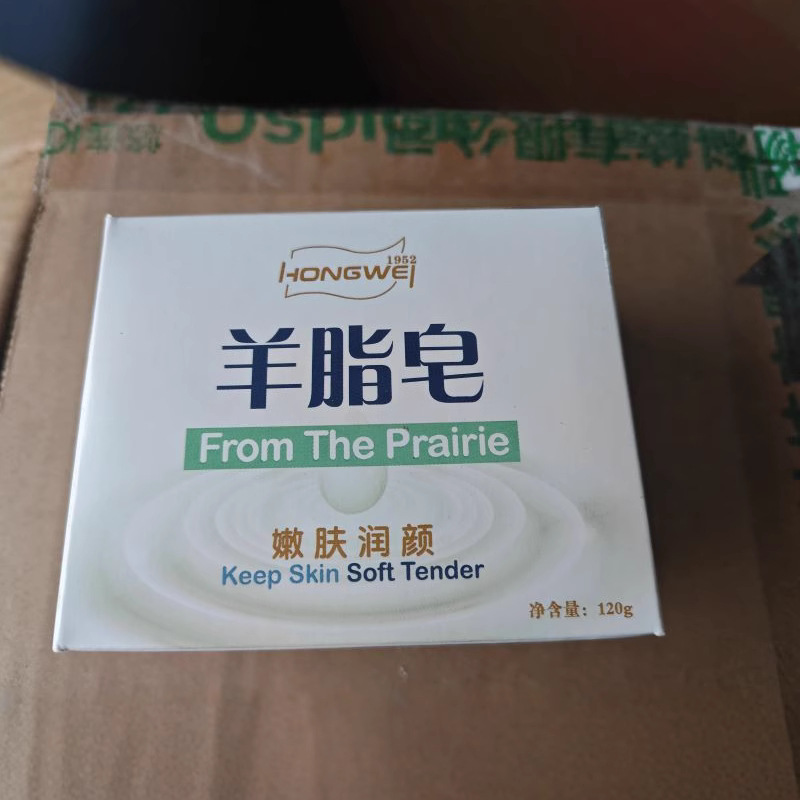 1952
HONGWEI
羊脂皂
From The Prairie
嫩肤润颜
Keep Skin Soft Tender
净含量：120g